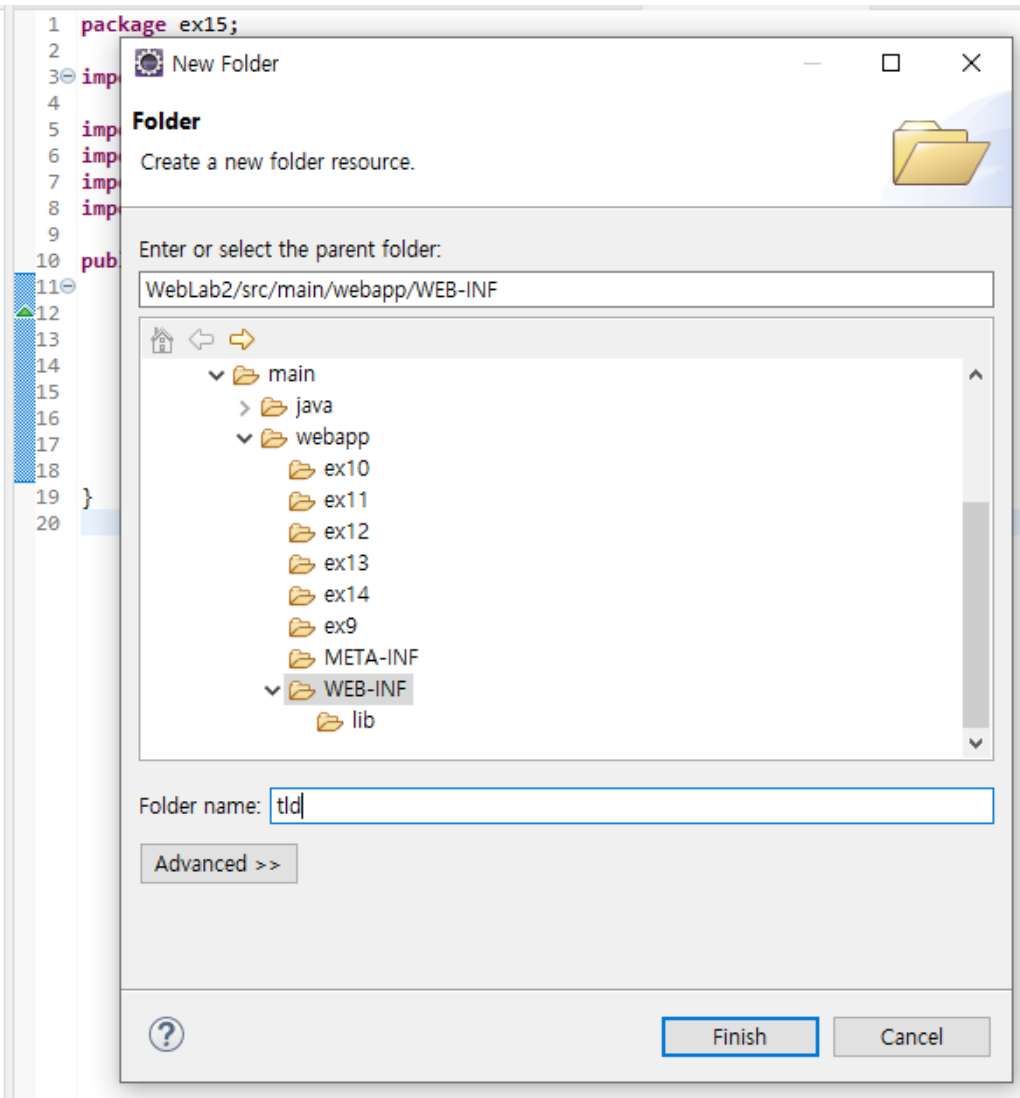 1 package ex15;
2
3 imp
4
5 imp
6 imp
7 imp
8 imp
9
10 pub
11
12
13
14
15
16
17
18
19 }
20
New Folder
Folder
Create a new folder resource.
Enter or select the parent folder:
WebLab2/src/main/webapp/WEB-INF
main
java
webapp
ex10
ex11
ex12
ex13
ex14
ex9
META-INF
WEB-INF
lib
Folder name: tld
Advanced >>
Finish Cancel